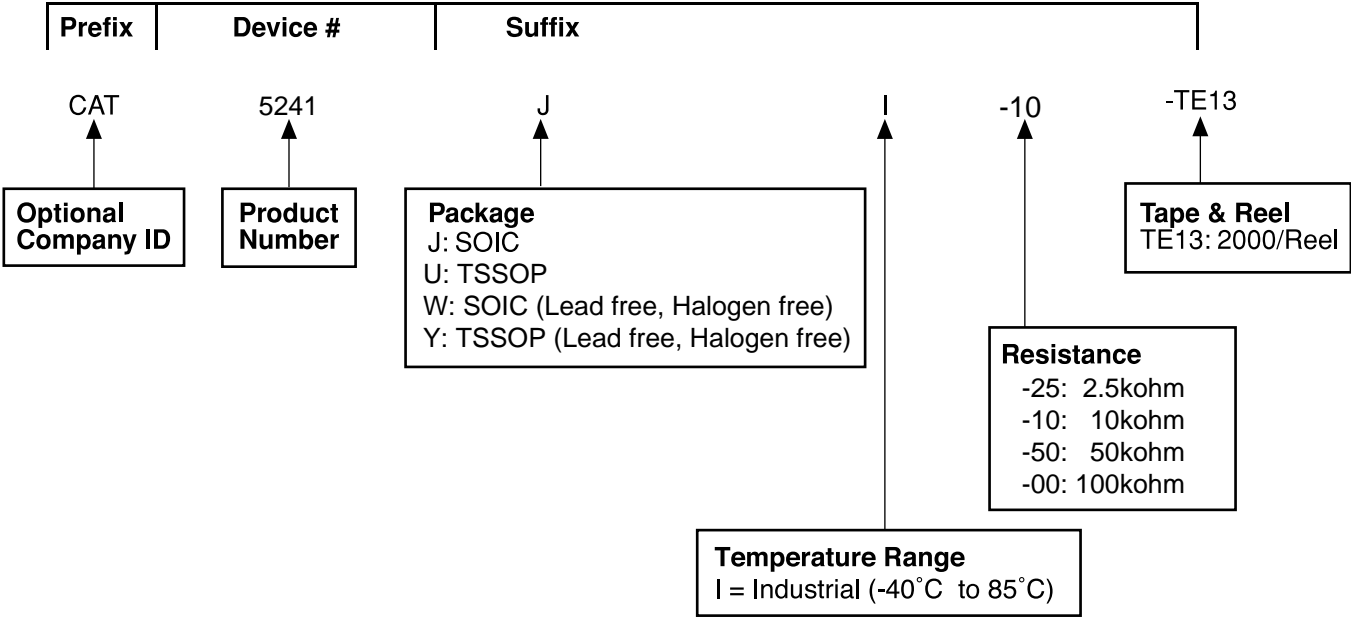 Prefix Device # Suffix
CAT 5241 J I -10 -TE13
Optional
Company ID
Product
Number
Package
J: SOIC
U: TSSOP
W: SOIC (Lead free, Halogen free)
Y: TSSOP (Lead free, Halogen free)
Tape & Reel
TE13: 2000/Reel
Resistance
-25: 2.5kohm
-10: 10kohm
-50: 50kohm
-00: 100kohm
Temperature Range
I = Industrial (-40˚C to 85˚C)